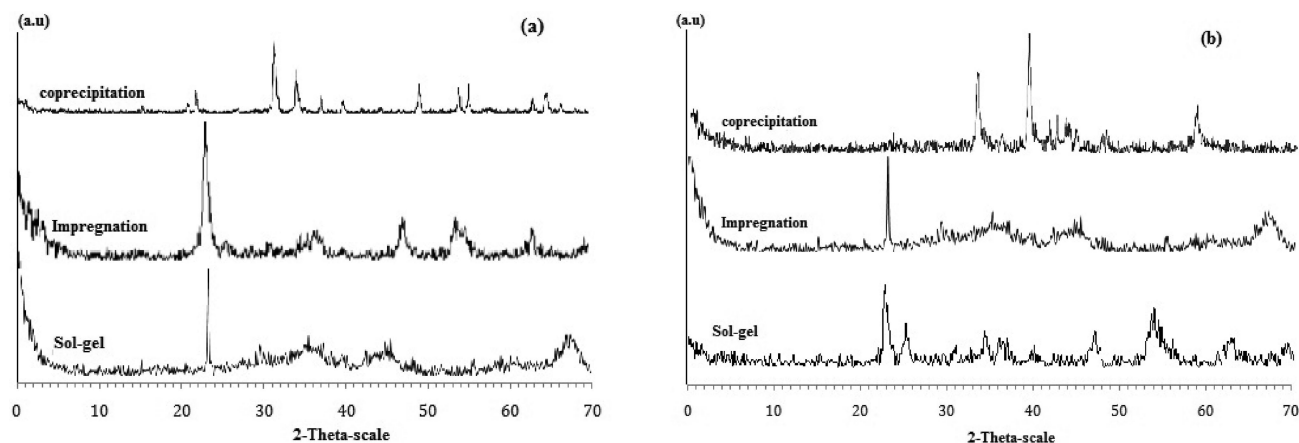 (a.u)
(a)
coprecipitation
Impregnation
Sol-gel
0 10 20 30 40 50 60 70
2-Theta-scale
(a.u)
(b)
coprecipitation
Impregnation
Sol-gel
0 10 20 30 40 50 60 70
2-Theta-scale